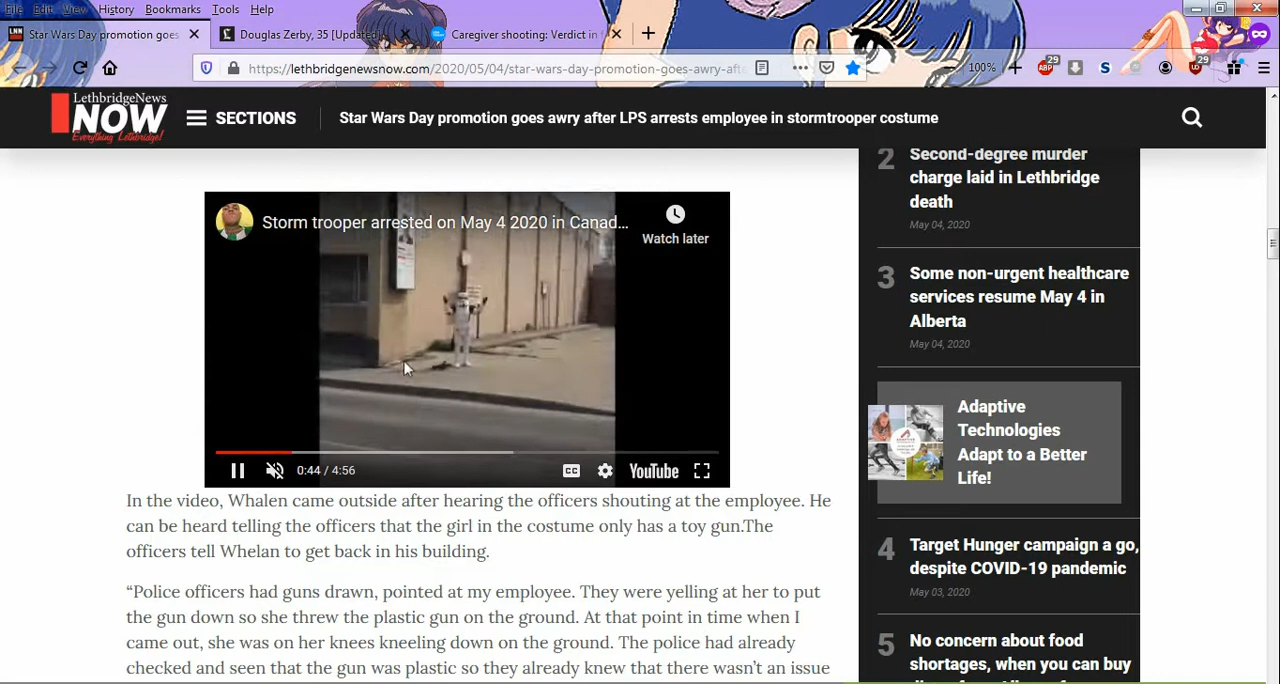 File Edit View History Bookmarks Tools Help
Star Wars Day promotion goes
Douglas Zerby, 35 [Updated
Caregiver stress: Verdict in
https://lethbridgenewsnow.com/2020/05/04/star-wars-day-promotion-goes-awry-afte
100%
ABP
29
S
29
LNN
LethbridgeNews
NOW
Everything Lethbridge!
SECTIONS
Star Wars Day promotion goes awry after LPS arrests employee in stormtrooper costume
Storm trooper arrested on May 4 2020 in Canad...
Watch later
0:44 / 4:56
CC
YouTube
In the video, Whalen came outside after hearing the officers shouting at the employee. He
can be heard telling the officers that the girl in the costume only has a toy gun.The
officers tell Whelan to get back in his building.
“Police officers had guns drawn, pointed at my employee. They were yelling at her to put
the gun down so she threw the plastic gun on the ground. At that point in time when I
came out, she was on her knees kneeling down on the ground. The police had already
checked and seen that the gun was plastic so they already knew that there wasn’t an issue
2
Second-degree murder
charge laid in Lethbridge
death
May 04, 2020
3
Some non-urgent healthcare
services resume May 4 in
Alberta
May 04, 2020
Adaptive
Technologies
Adapt to a Better
Life!
4
Target Hunger campaign a go,
despite COVID-19 pandemic
May 03, 2020
5
No concern about food
shortages, when you can buy